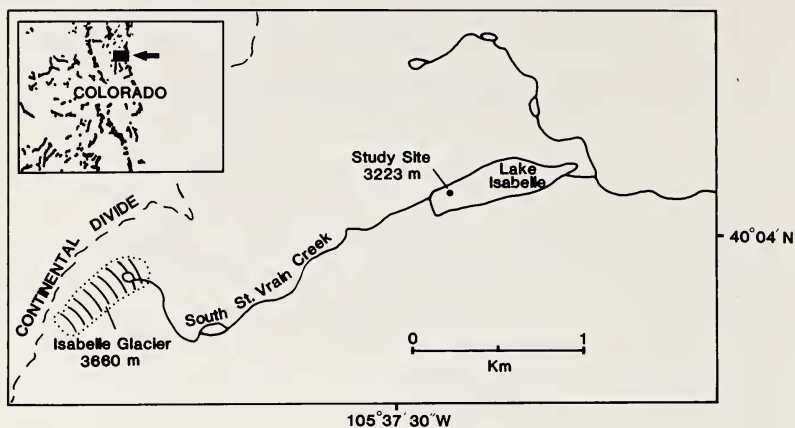 COLORADO
Study Site
3223 m
Lake
Isabelle
CONTINENTAL DIVIDE
South St. Vrain Creek
40°04'N
Isabelle Glacier
3660 m
0 1
Km
105°37'30"W